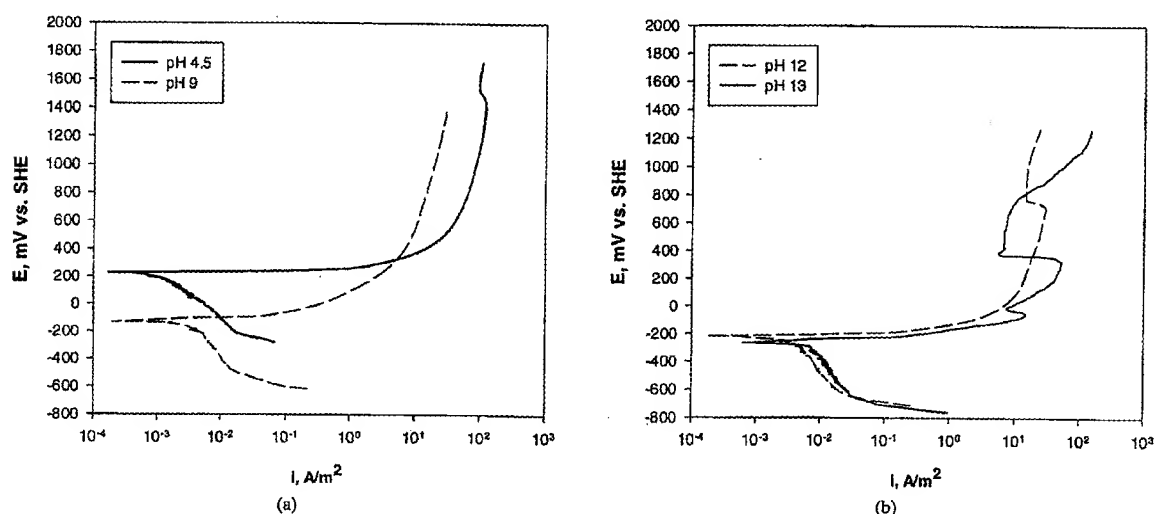 2000
1800
1600
1400
1200
1000
800
600
400
200
0
-200
-400
-600
-800
E, mV vs. SHE
pH 4.5
pH 9
10⁻⁴ 10⁻³ 10⁻² 10⁻¹ 10⁰ 10¹ 10² 10³
i, A/m²
(a)
2000
1800
1600
1400
1200
1000
800
600
400
200
0
-200
-400
-600
-800
E, mV vs. SHE
pH 12
pH 13
10⁻⁴ 10⁻³ 10⁻² 10⁻¹ 10⁰ 10¹ 10² 10³
i, A/m²
(b)